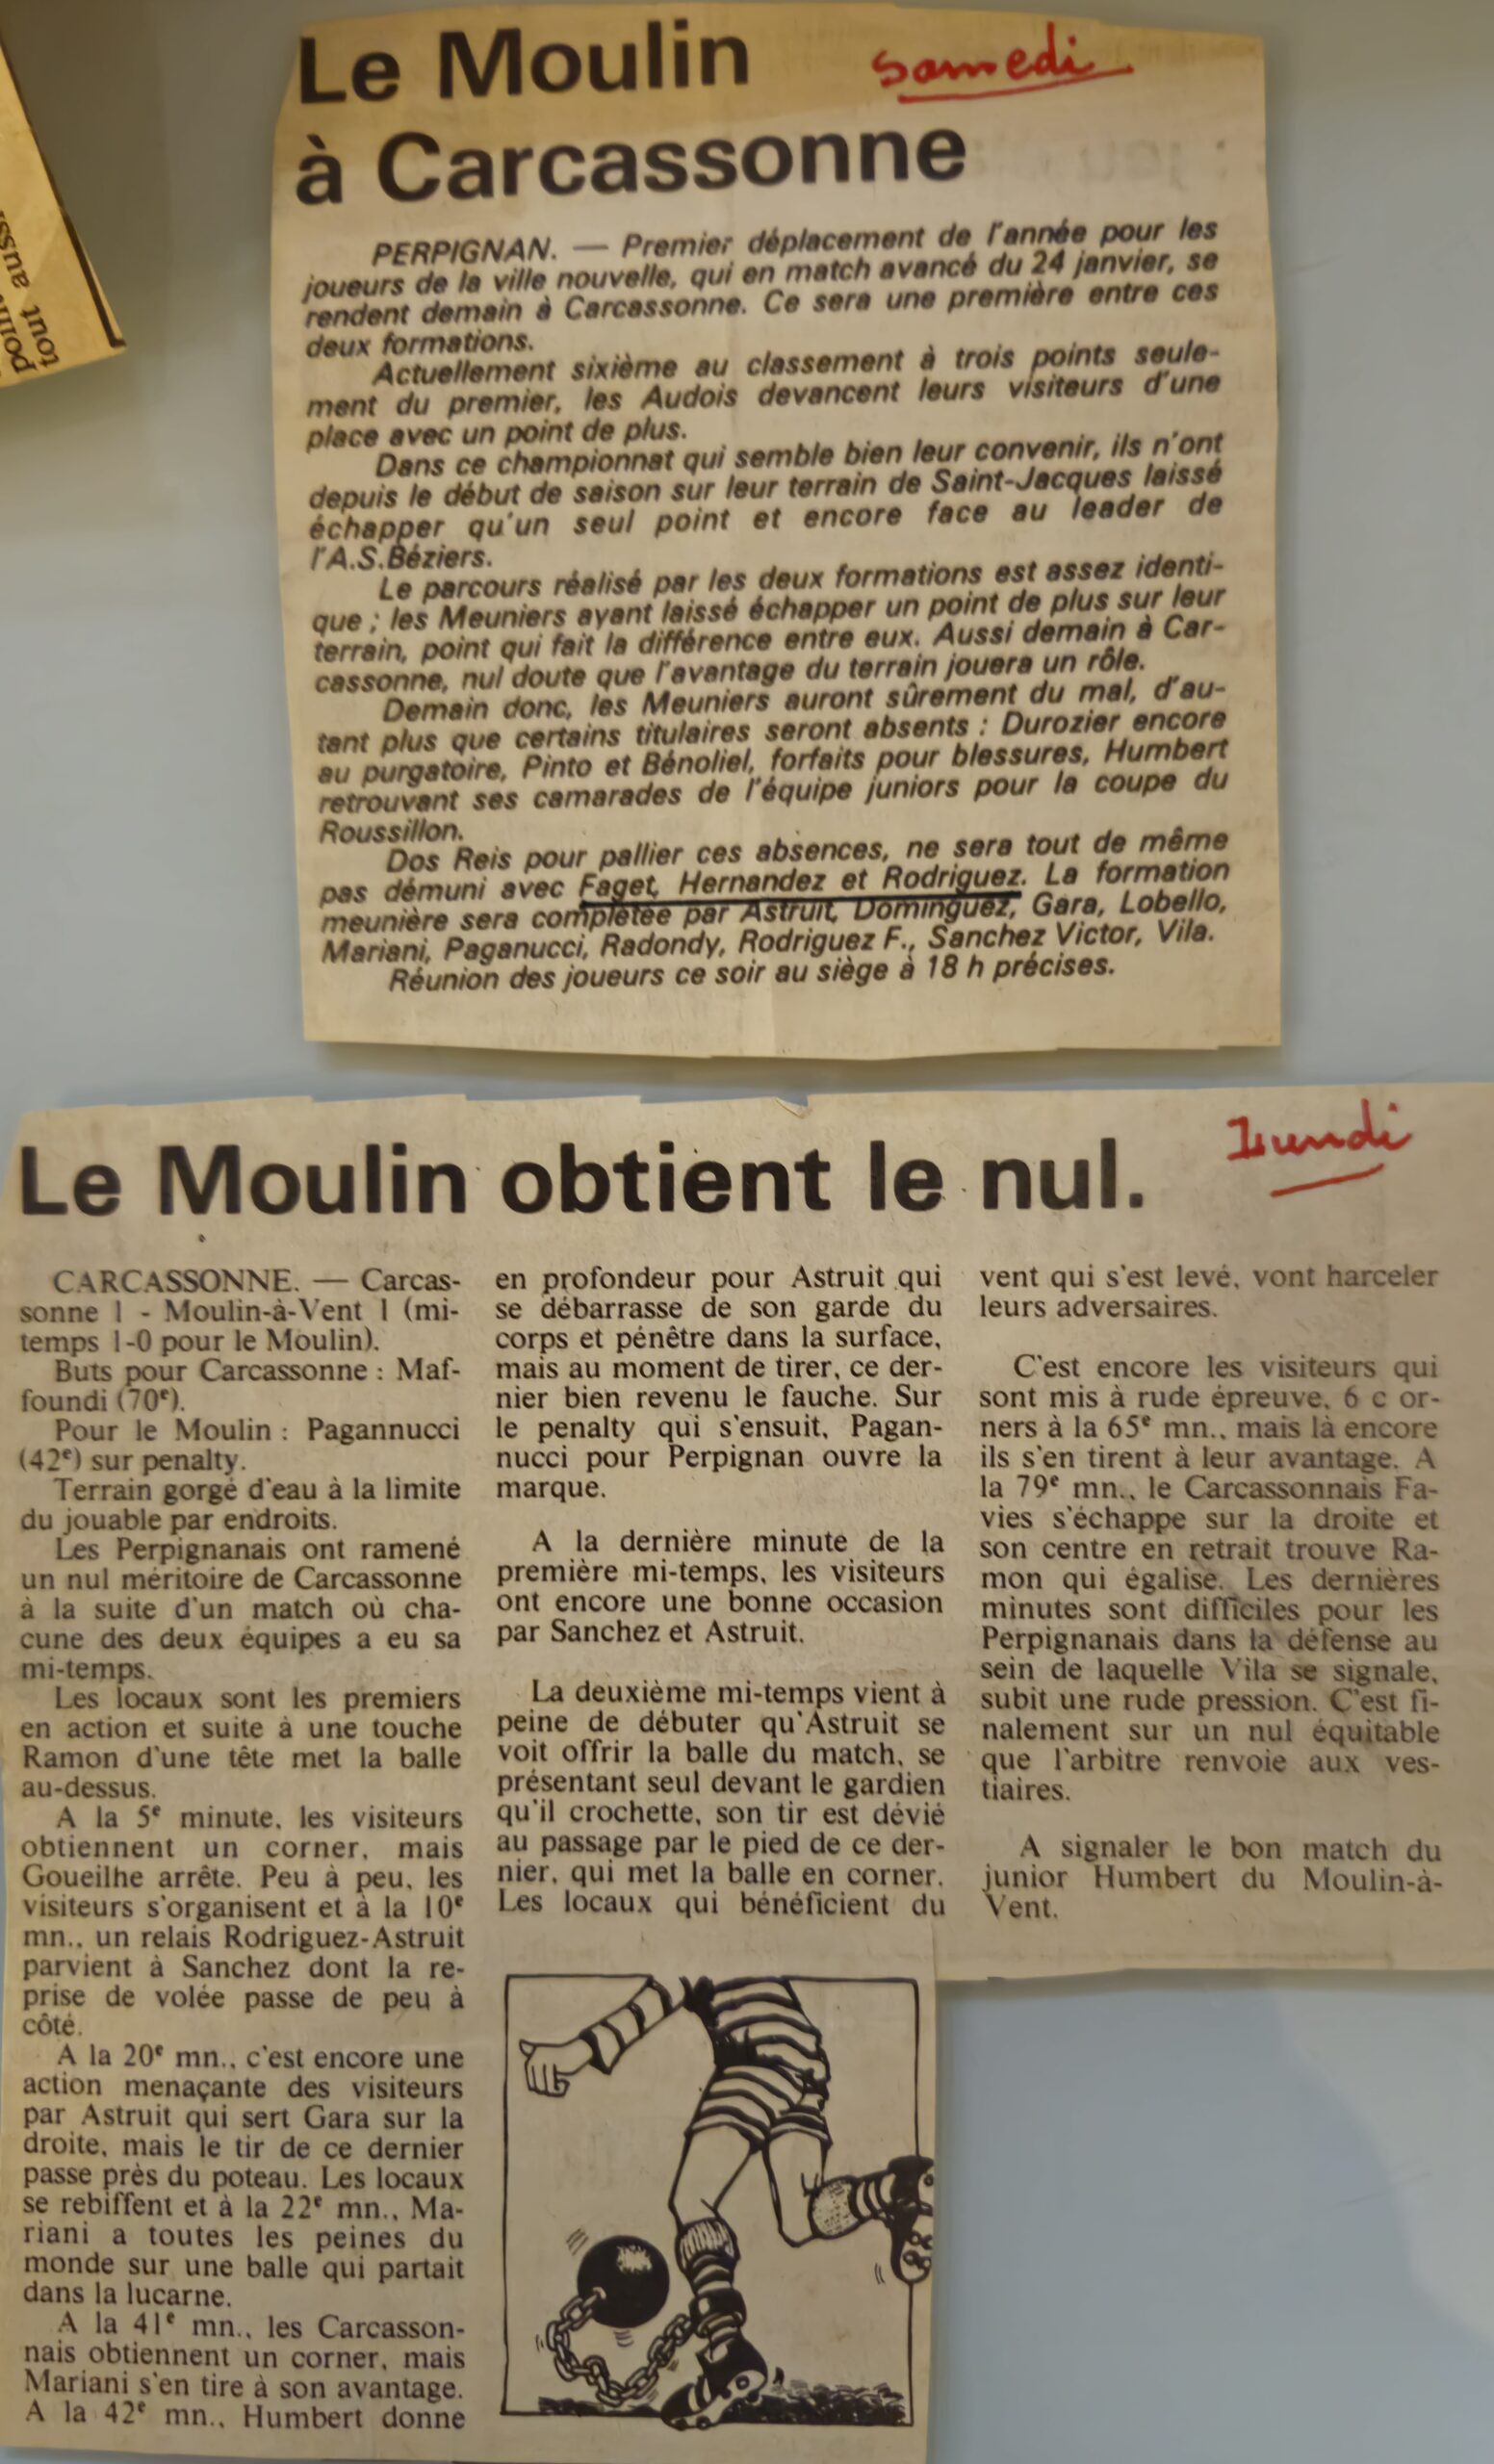 poin
tout aussi
Le Moulin
samedi
à Carcassonne
PERPIGNAN. — Premier déplacement de l'année pour les
joueurs de la ville nouvelle, qui en match avancé du 24 janvier, se
rendent demain à Carcassonne. Ce sera une première entre ces
deux formations.
Actuellement sixième au classement à trois points seule-
ment du premier, les Audois devancent leurs visiteurs d'une
place avec un point de plus.
Dans ce championnat qui semble bien leur convenir, ils n'ont
depuis le début de saison sur leur terrain de Saint-Jacques laissé
échapper qu'un seul point et encore face au leader de
l'A.S.Béziers.
Le parcours réalisé par les deux formations est assez identi-
que ; les Meuniers ayant laissé échapper un point de plus sur leur
terrain, point qui fait la différence entre eux. Aussi demain à Car-
cassonne, nul doute que l'avantage du terrain jouera un rôle.
Demain donc, les Meuniers auront sûrement du mal, d'au-
tant plus que certains titulaires seront absents : Durozier encore
au purgatoire, Pinto et Bénoliel, forfaits pour blessures, Humbert
retrouvant ses camarades de l'équipe juniors pour la coupe du
Roussillon.
Dos Reis pour pallier ces absences, ne sera tout de même
pas démuni avec Faget, Hernandez et Rodriguez. La formation
meunière sera complétée par Astruit, Dominguez, Gara, Lobello,
Mariani, Paganucci, Radondy, Rodriguez F., Sanchez Victor, Vila.
Réunion des joueurs ce soir au siège à 18 h précises.
Le Moulin obtient le nul.
Lundi
CARCASSONNE. — Carcas-
sonne 1 - Moulin-à-Vent 1 (mi-
temps 1-0 pour le Moulin).
Buts pour Carcassonne : Maf-
foundi (70e).
Pour le Moulin : Pagannucci
(42e) sur penalty.
Terrain gorgé d'eau à la limite
du jouable par endroits.
Les Perpignanais ont ramené
un nul méritoire de Carcassonne
à la suite d'un match où cha-
cune des deux équipes a eu sa
mi-temps.
Les locaux sont les premiers
en action et suite à une touche
Ramon d'une tête met la balle
au-dessus.
A la 5e minute, les visiteurs
obtiennent un corner, mais
Goueilhe arrête. Peu à peu, les
visiteurs s'organisent et à la 10e
mn., un relais Rodriguez-Astruit
parvient à Sanchez dont la re-
prise de volée passe de peu à
côté.
A la 20e mn., c'est encore une
action menaçante des visiteurs
par Astruit qui sert Gara sur la
droite, mais le tir de ce dernier
passe près du poteau. Les locaux
se rebiffent et à la 22e mn., Ma-
riani a toutes les peines du
monde sur une balle qui partait
dans la lucarne.
A la 41e mn., les Carcasson-
nais obtiennent un corner, mais
Mariani s'en tire à son avantage.
A la 42e mn., Humbert donne
en profondeur pour Astruit qui
se débarrasse de son garde du
corps et pénêtre dans la surface,
mais au moment de tirer, ce der-
nier bien revenu le fauche. Sur
le penalty qui s'ensuit, Pagan-
nucci pour Perpignan ouvre la
marque.
A la dernière minute de la
première mi-temps, les visiteurs
ont encore une bonne occasion
par Sanchez et Astruit.
La deuxième mi-temps vient à
peine de débuter qu'Astruit se
voit offrir la balle du match, se
présentant seul devant le gardien
qu'il crochette, son tir est dévié
au passage par le pied de ce der-
nier, qui met la balle en corner.
Les locaux qui bénéficient du
vent qui s'est levé, vont harceler
leurs adversaires.
C'est encore les visiteurs qui
sont mis à rude épreuve, 6 c or-
ners à la 65e mn., mais là encore
ils s'en tirent à leur avantage. A
la 79e mn., le Carcassonnais Fa-
vies s'échappe sur la droite et
son centre en retrait trouve Ra-
mon qui égalise. Les dernières
minutes sont difficiles pour les
Perpignanais dans la défense au
sein de laquelle Vila se signale,
subit une rude pression. C'est fi-
nalement sur un nul équitable
que l'arbitre renvoie aux ves-
tiaires.
A signaler le bon match du
junior Humbert du Moulin-à-
Vent.